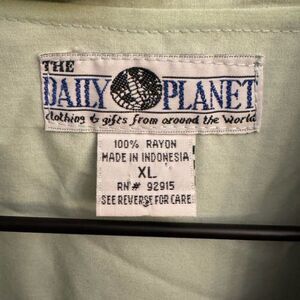 THE
DAILY PLANET
clothing & gifts from around the world
100% RAYON
MADE IN INDONESIA
XL
RN# 92915
SEE REVERSE FOR CARE